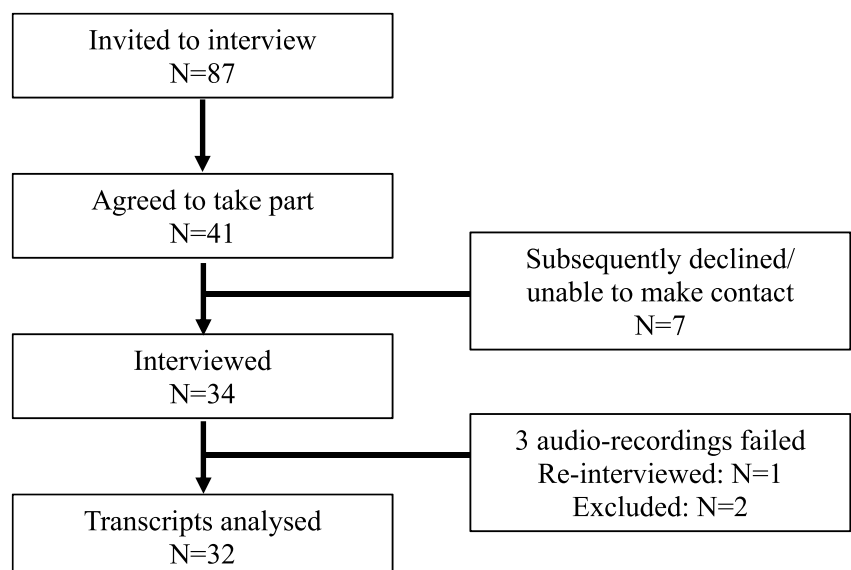 Invited to interview
N=87
Agreed to take part
N=41
Subsequently declined/
unable to make contact
N=7
Interviewed
N=34
3 audio-recordings failed
Re-interviewed: N=1
Excluded: N=2
Transcripts analysed
N=32